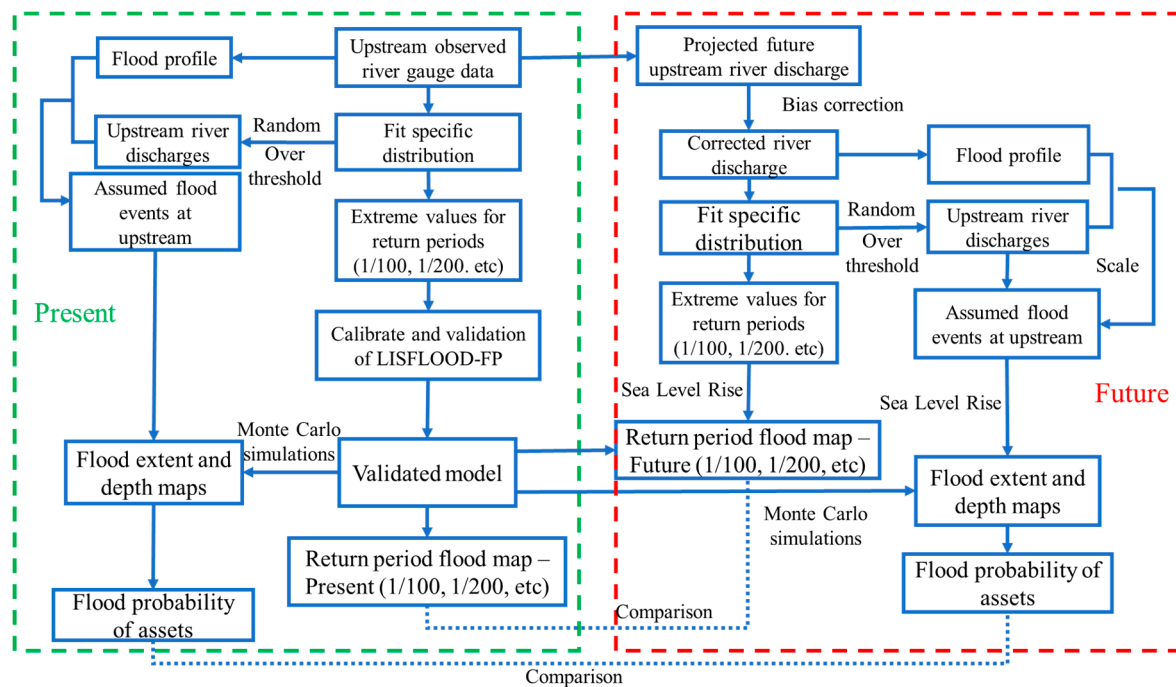 Flood profile
Upstream observed
river gauge data
Upstream river
discharges
Random
Over
threshold
Fit specific
distribution
Assumed flood
events at
upstream
Extreme values for
return periods
(1/100, 1/200. etc)
Present
Calibrate and validation
of LISFLOOD-FP
Monte Carlo
simulations
Flood extent and
depth maps
Validated model
Return period flood map –
Present (1/100, 1/200, etc)
Flood probability
of assets
Projected future
upstream river discharge
Bias correction
Corrected river
discharge
Flood profile
Fit specific
distribution
Random
Over
threshold
Upstream river
discharges
Scale
Extreme values for
return periods
(1/100, 1/200. etc)
Assumed flood
events at upstream
Sea Level Rise
Sea Level Rise
Future
Return period flood map –
Future (1/100, 1/200, etc)
Monte Carlo
simulations
Flood extent and
depth maps
Flood probability of
assets
Comparison
Comparison